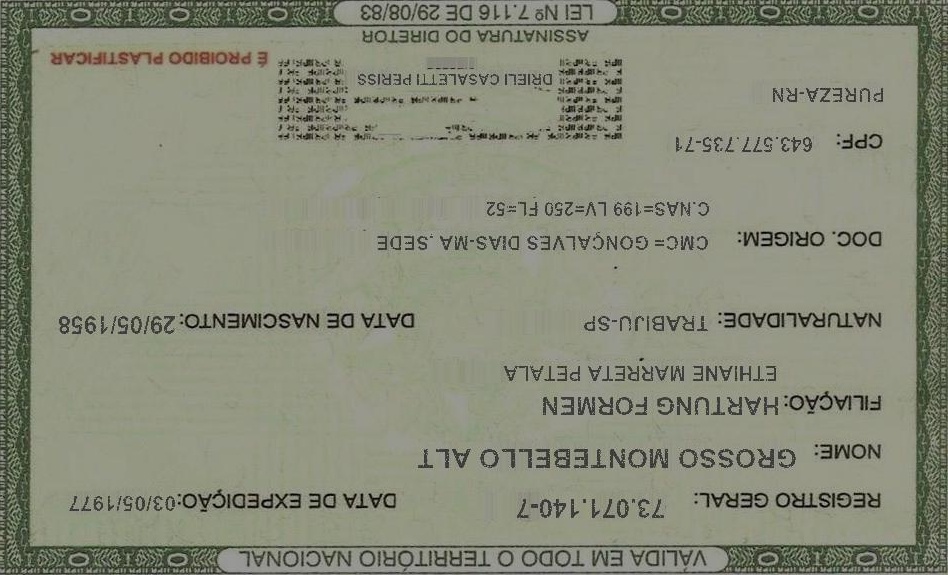 VÁLIDA EM TODO O TERRITÓRIO NACIONAL
REGISTRO GERAL: 73.071.140-7 DATA DE EXPEDIÇÃO: 03/05/1977
NOME: GROSSO MONTEBELLO ALT
FILIAÇÃO: HARTUNG FORMEN
ETHIANE MARRETA PETALA
NATURALIDADE: TRABIJU-SP DATA DE NASCIMENTO: 29/05/1958
DOC. ORIGEM: CMC= GONÇALVES DIAS-MA ,SEDE
C.NAS=199 LV=250 FL=52
CPF: 643.577.735-71
PUREZA-RN
DRIELI CASALETTI PERISS
É PROIBIDO PLASTIFICAR
ASSINATURA DO DIRETOR
LEI Nº 7.116 DE 29/08/83